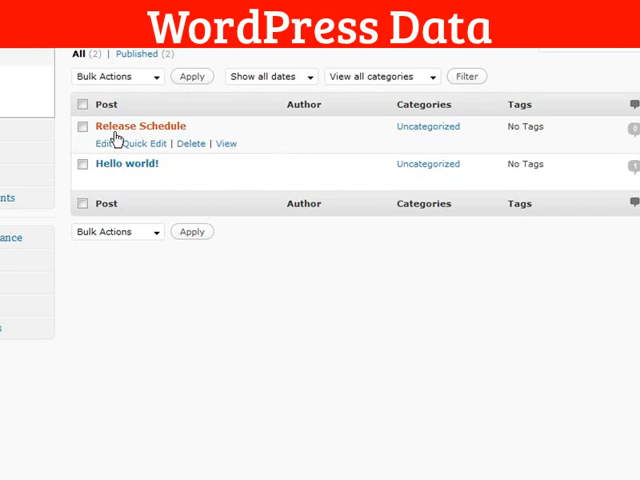 WordPress Data
All (2) | Published (2)
Bulk Actions Apply Show all dates View all categories Filter
Post Author Categories Tags
Release Schedule Uncategorized No Tags 0
Edit Quick Edit | Delete | View
Hello world! Uncategorized No Tags 1
nts
Post Author Categories Tags
Bulk Actions Apply
ance
s